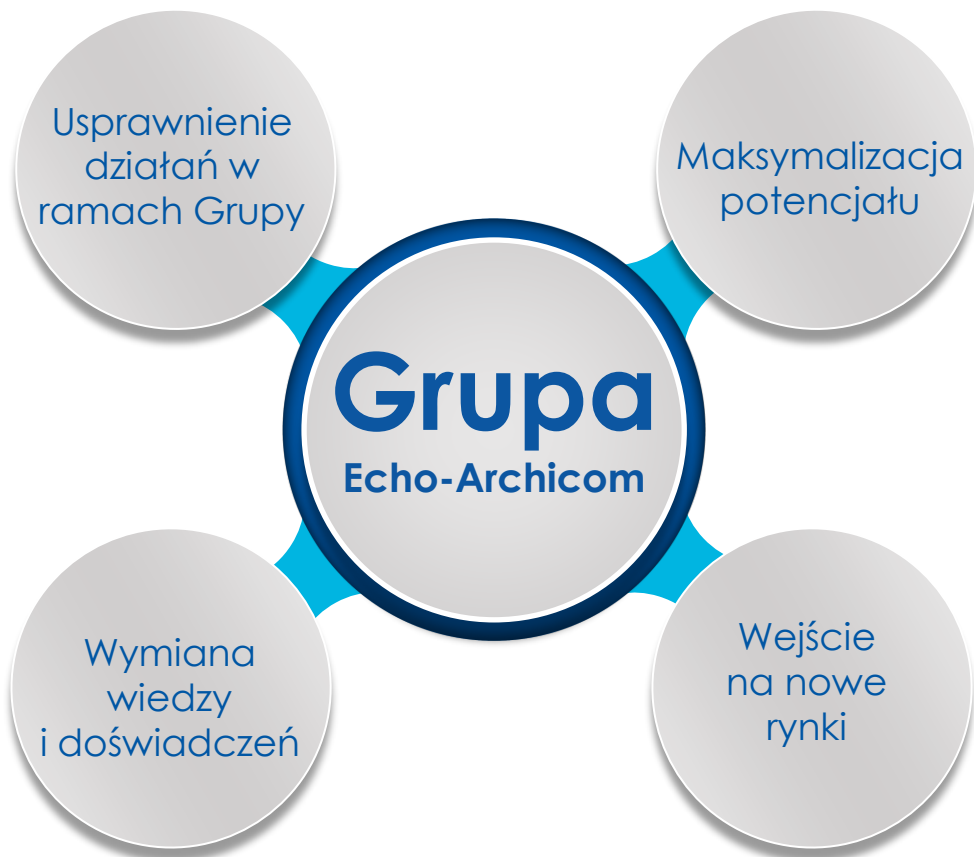 Usprawnienie
działań w
ramach Grupy
Maksymalizacja
potencjału
Grupa
Echo-Archicom
Wymiana
wiedzy
i doświadczeń
Wejście
na nowe
rynki